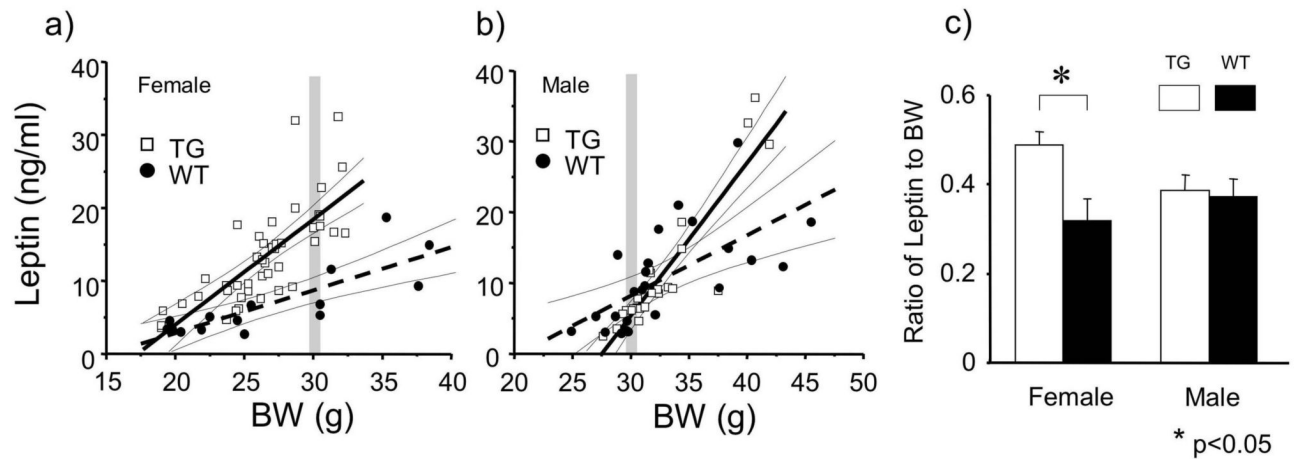 a)
Female
TG
WT
Leptin (ng/ml)
40
30
20
10
0
15
20
25
30
35
40
BW (g)
b)
Male
TG
WT
40
30
20
10
0
20
25
30
35
40
45
50
BW (g)
c)
TG
WT
*
Ratio of Leptin to BW
0.6
0.4
0.2
0
Female
Male
* p<0.05